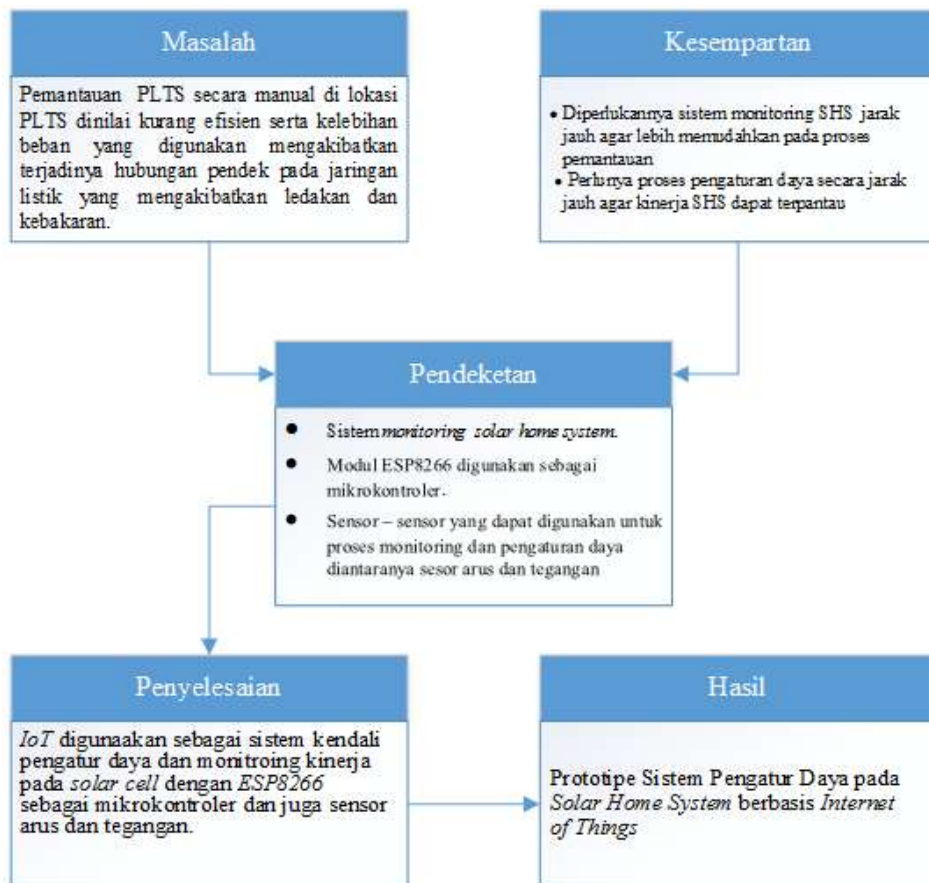 Masalah
Pemantauan PLTS secara manual di lokasi
PLTS dinilai kurang efisien serta kelebihan
beban yang digunakan mengakibatkan
terjadinya hubungan pendek pada jaringan
listik yang mengakibatkan ledakan dan
kebakaran.
Kesempartan
• Diperlukannya sistem monitoring SHS jarak
jauh agar lebih memudahkan pada proses
pemantauan
• Perlunya proses pengaturan daya secara jarak
jauh agar kinerja SHS dapat terpantau
Pendeketan
● Sistem monitoring solar home system.
● Modul ESP8266 digunakan sebagai
mikrokontroler.
● Sensor – sensor yang dapat digunakan untuk
proses monitoring dan pengaturan daya
diantaranya sesor arus dan tegangan
Penyelesaian
IoT digunaakan sebagai sistem kendali
pengatur daya dan monitroing kinerja
pada solar cell dengan ESP8266
sebagai mikrokontroler dan juga sensor
arus dan tegangan.
Hasil
Prototipe Sistem Pengatur Daya pada
Solar Home System berbasis Internet
of Things